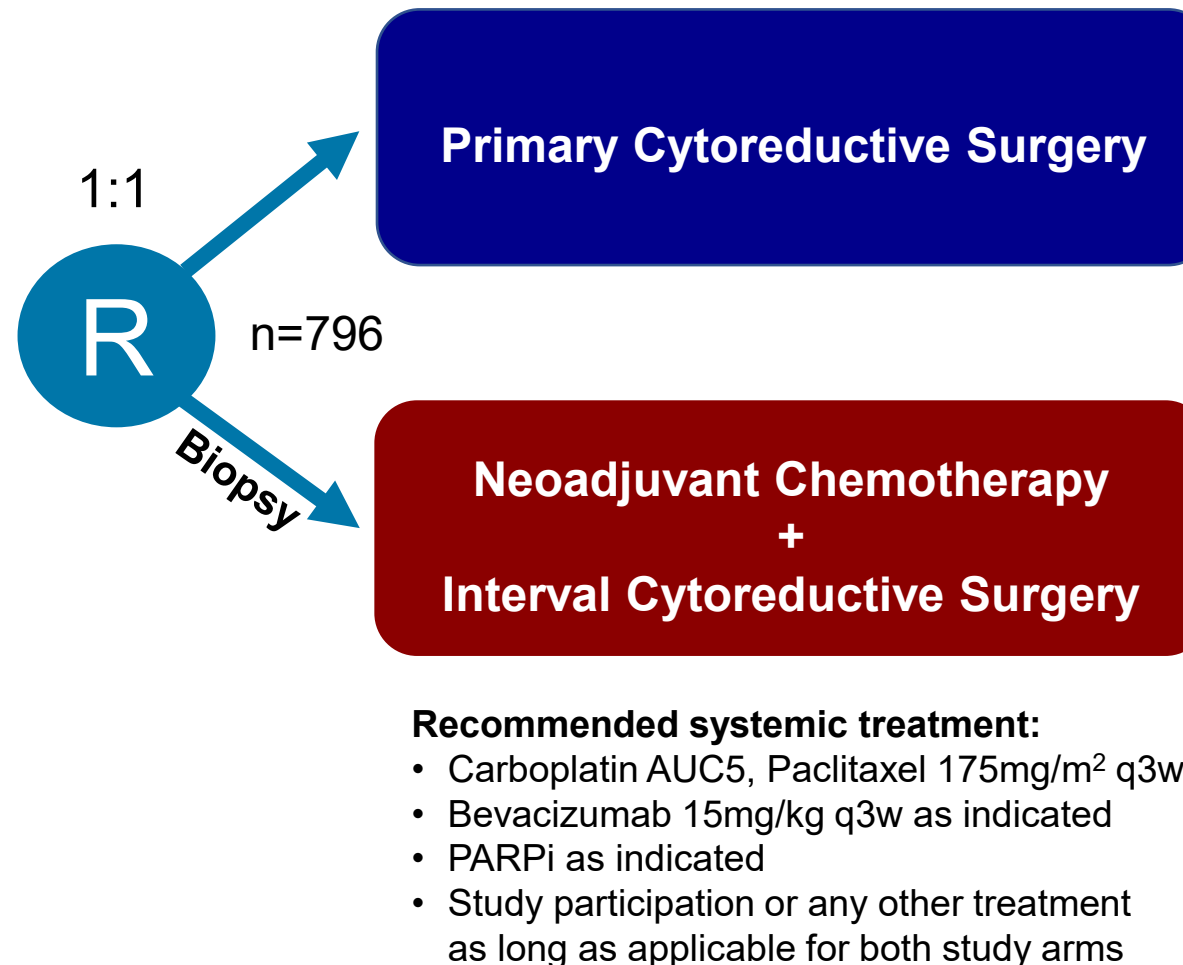 1:1
R
n=796
Biopsy
Primary Cytoreductive Surgery
Neoadjuvant Chemotherapy
+
Interval Cytoreductive Surgery
Recommended systemic treatment:
• Carboplatin AUC5, Paclitaxel 175mg/m² q3w
• Bevacizumab 15mg/kg q3w as indicated
• PARPi as indicated
• Study participation or any other treatment
as long as applicable for both study arms